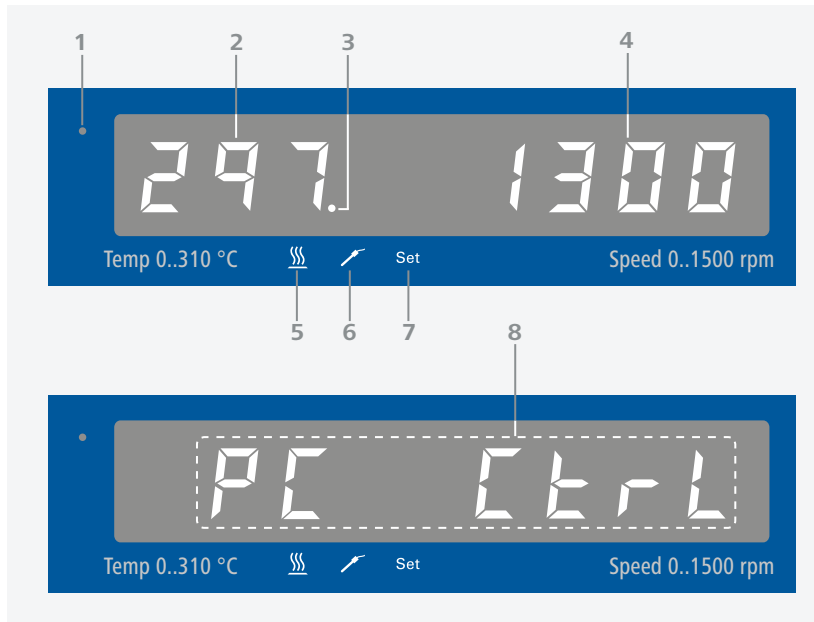 1 2 3 4
297. 1300
Temp 0..310 °C Set Speed 0..1500 rpm
5 6 7 8
PC CtrL
Temp 0..310 °C Set Speed 0..1500 rpm